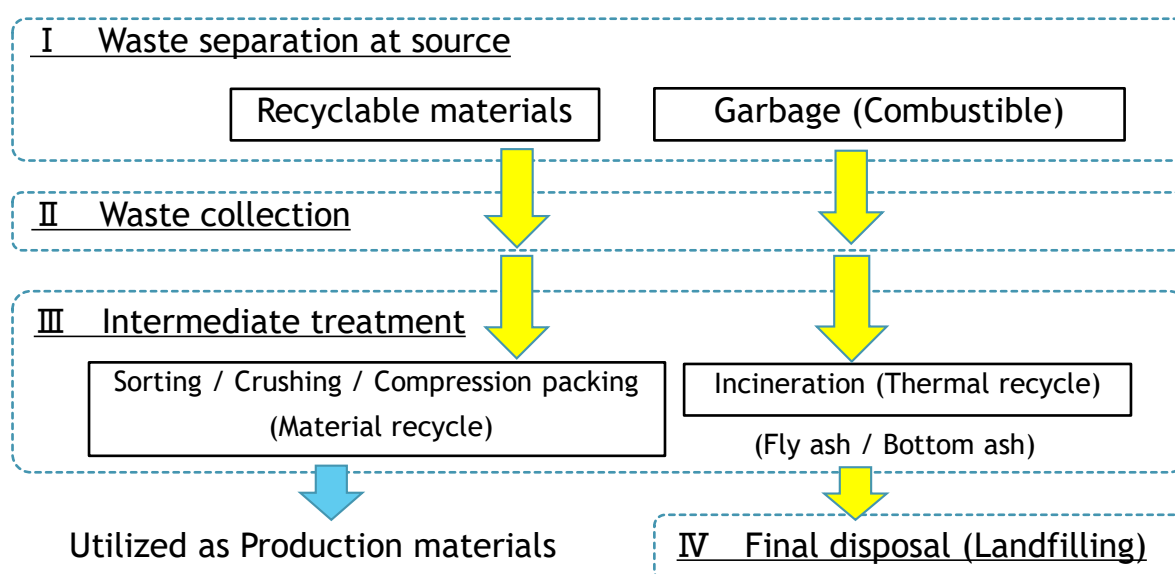 Ⅰ Waste separation at source
Recyclable materials
Garbage (Combustible)
Ⅱ Waste collection
Ⅲ Intermediate treatment
Sorting / Crushing / Compression packing
(Material recycle)
Incineration (Thermal recycle)
(Fly ash / Bottom ash)
Utilized as Production materials
Ⅳ Final disposal (Landfilling)